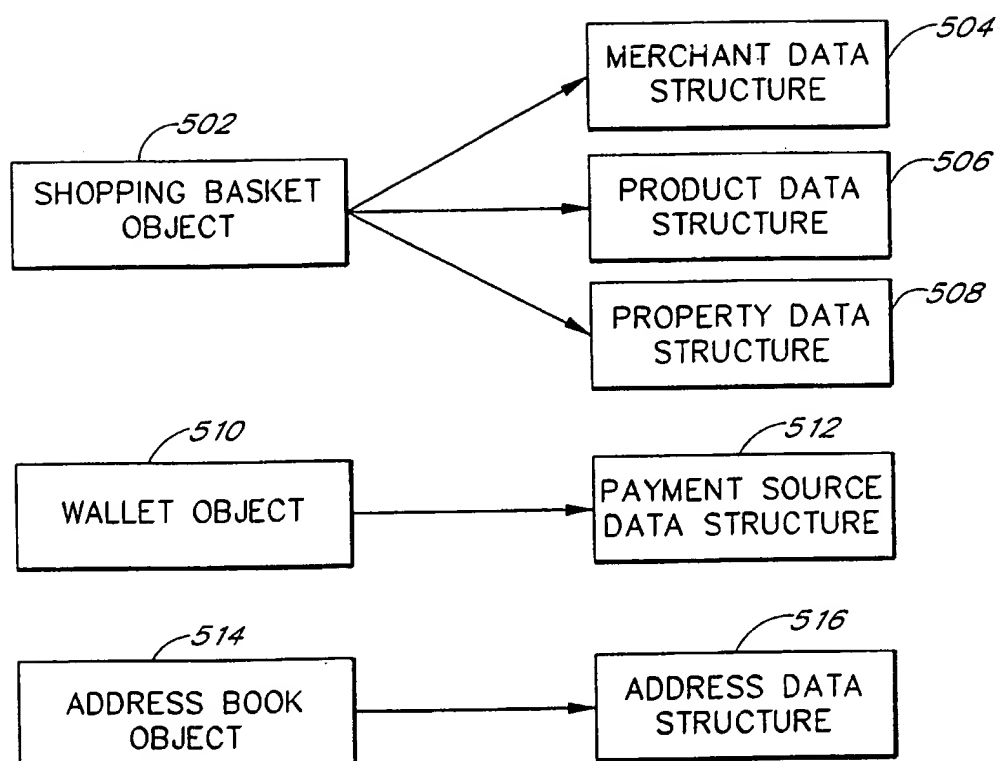 504
MERCHANT DATA
STRUCTURE
502
SHOPPING BASKET
OBJECT
506
PRODUCT DATA
STRUCTURE
508
PROPERTY DATA
STRUCTURE
510
WALLET OBJECT
512
PAYMENT SOURCE
DATA STRUCTURE
514
ADDRESS BOOK
OBJECT
516
ADDRESS DATA
STRUCTURE